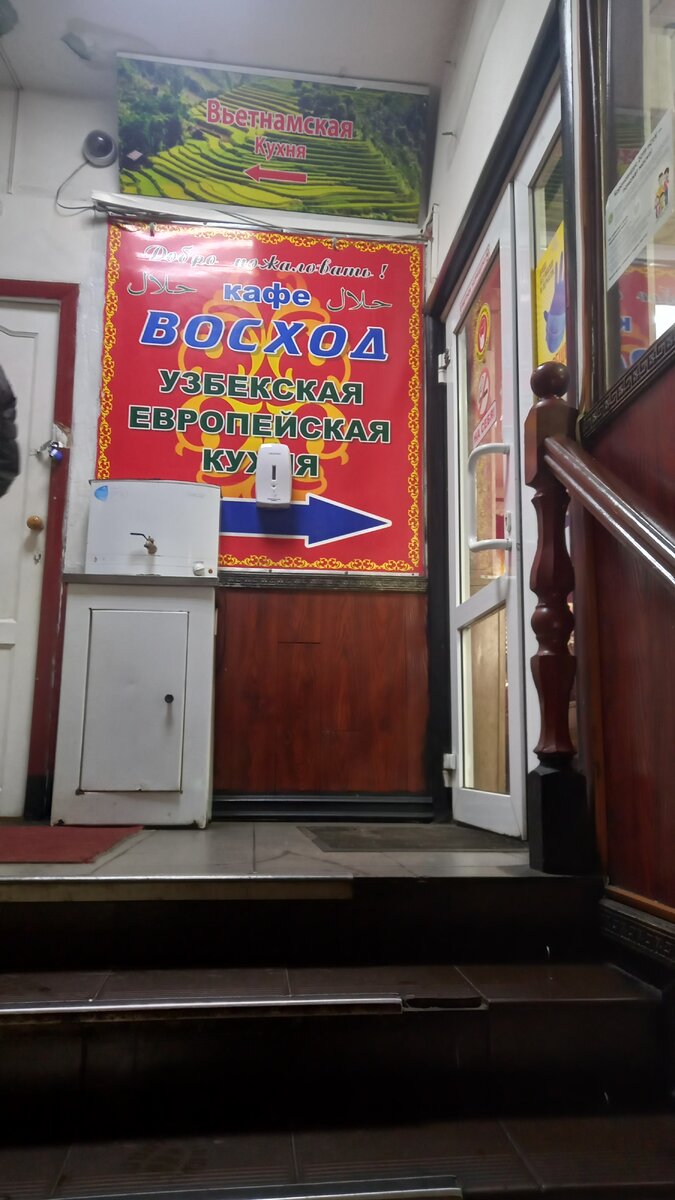 Вьетнамская
Кухня
Добро пожаловать!
حلال кафе حلال
ВОСХОД
УЗБЕКСКАЯ
ЕВРОПЕЙСКАЯ
КУХНЯ